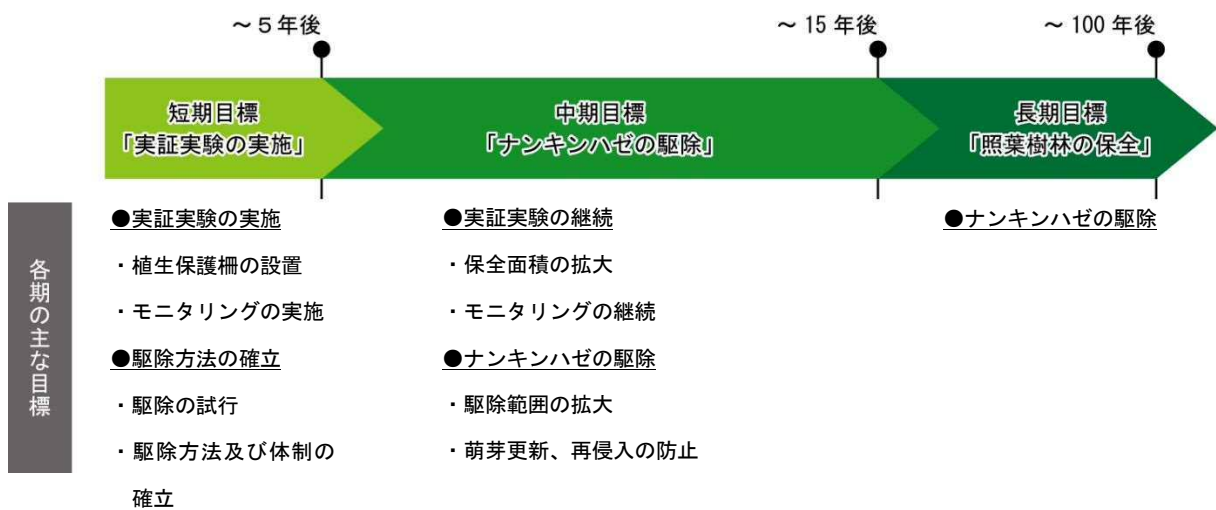 ～５年後
～15 年後
～100 年後
短期目標
「実証実験の実施」
中期目標
「ナンキンハゼの駆除」
長期目標
「照葉樹林の保全」
各期の主な目標
●実証実験の実施
・植生保護柵の設置
・モニタリングの実施
●駆除方法の確立
・駆除の試行
・駆除方法及び体制の
確立
●実証実験の継続
・保全面積の拡大
・モニタリングの継続
●ナンキンハゼの駆除
・駆除範囲の拡大
・萌芽更新、再侵入の防止
●ナンキンハゼの駆除